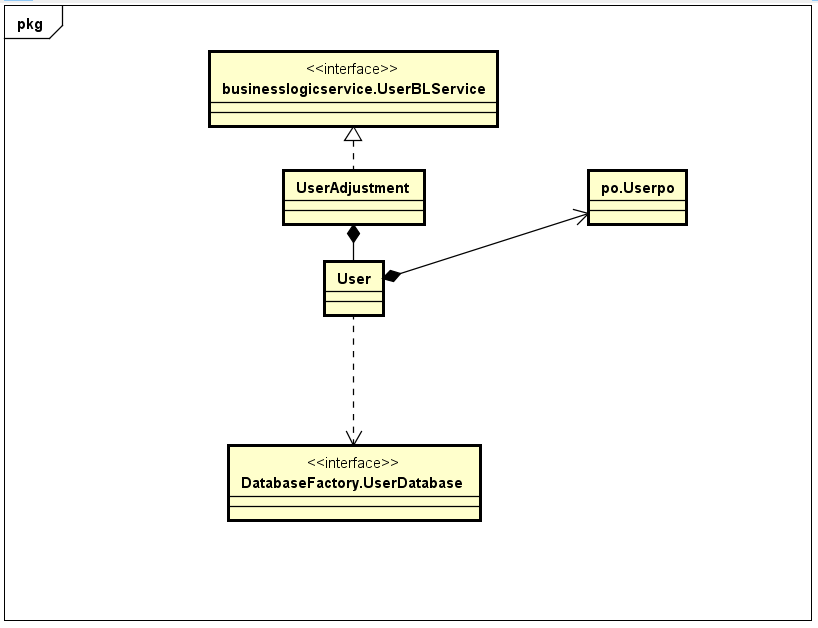 pkg
<<interface>>
businesslogicservice.UserBLService
UserAdjustment
po.Userpo
User
<<interface>>
DatabaseFactory.UserDatabase